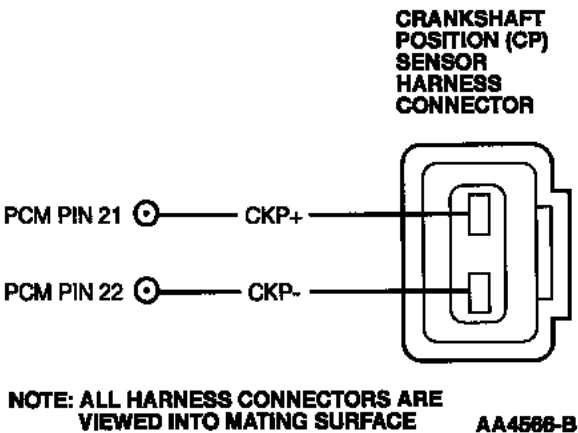 CRANKSHAFT
POSITION (CP)
SENSOR
HARNESS
CONNECTOR
PCM PIN 21 CKP+
PCM PIN 22 CKP-
NOTE: ALL HARNESS CONNECTORS ARE
VIEWED INTO MATING SURFACE
AA4566-B